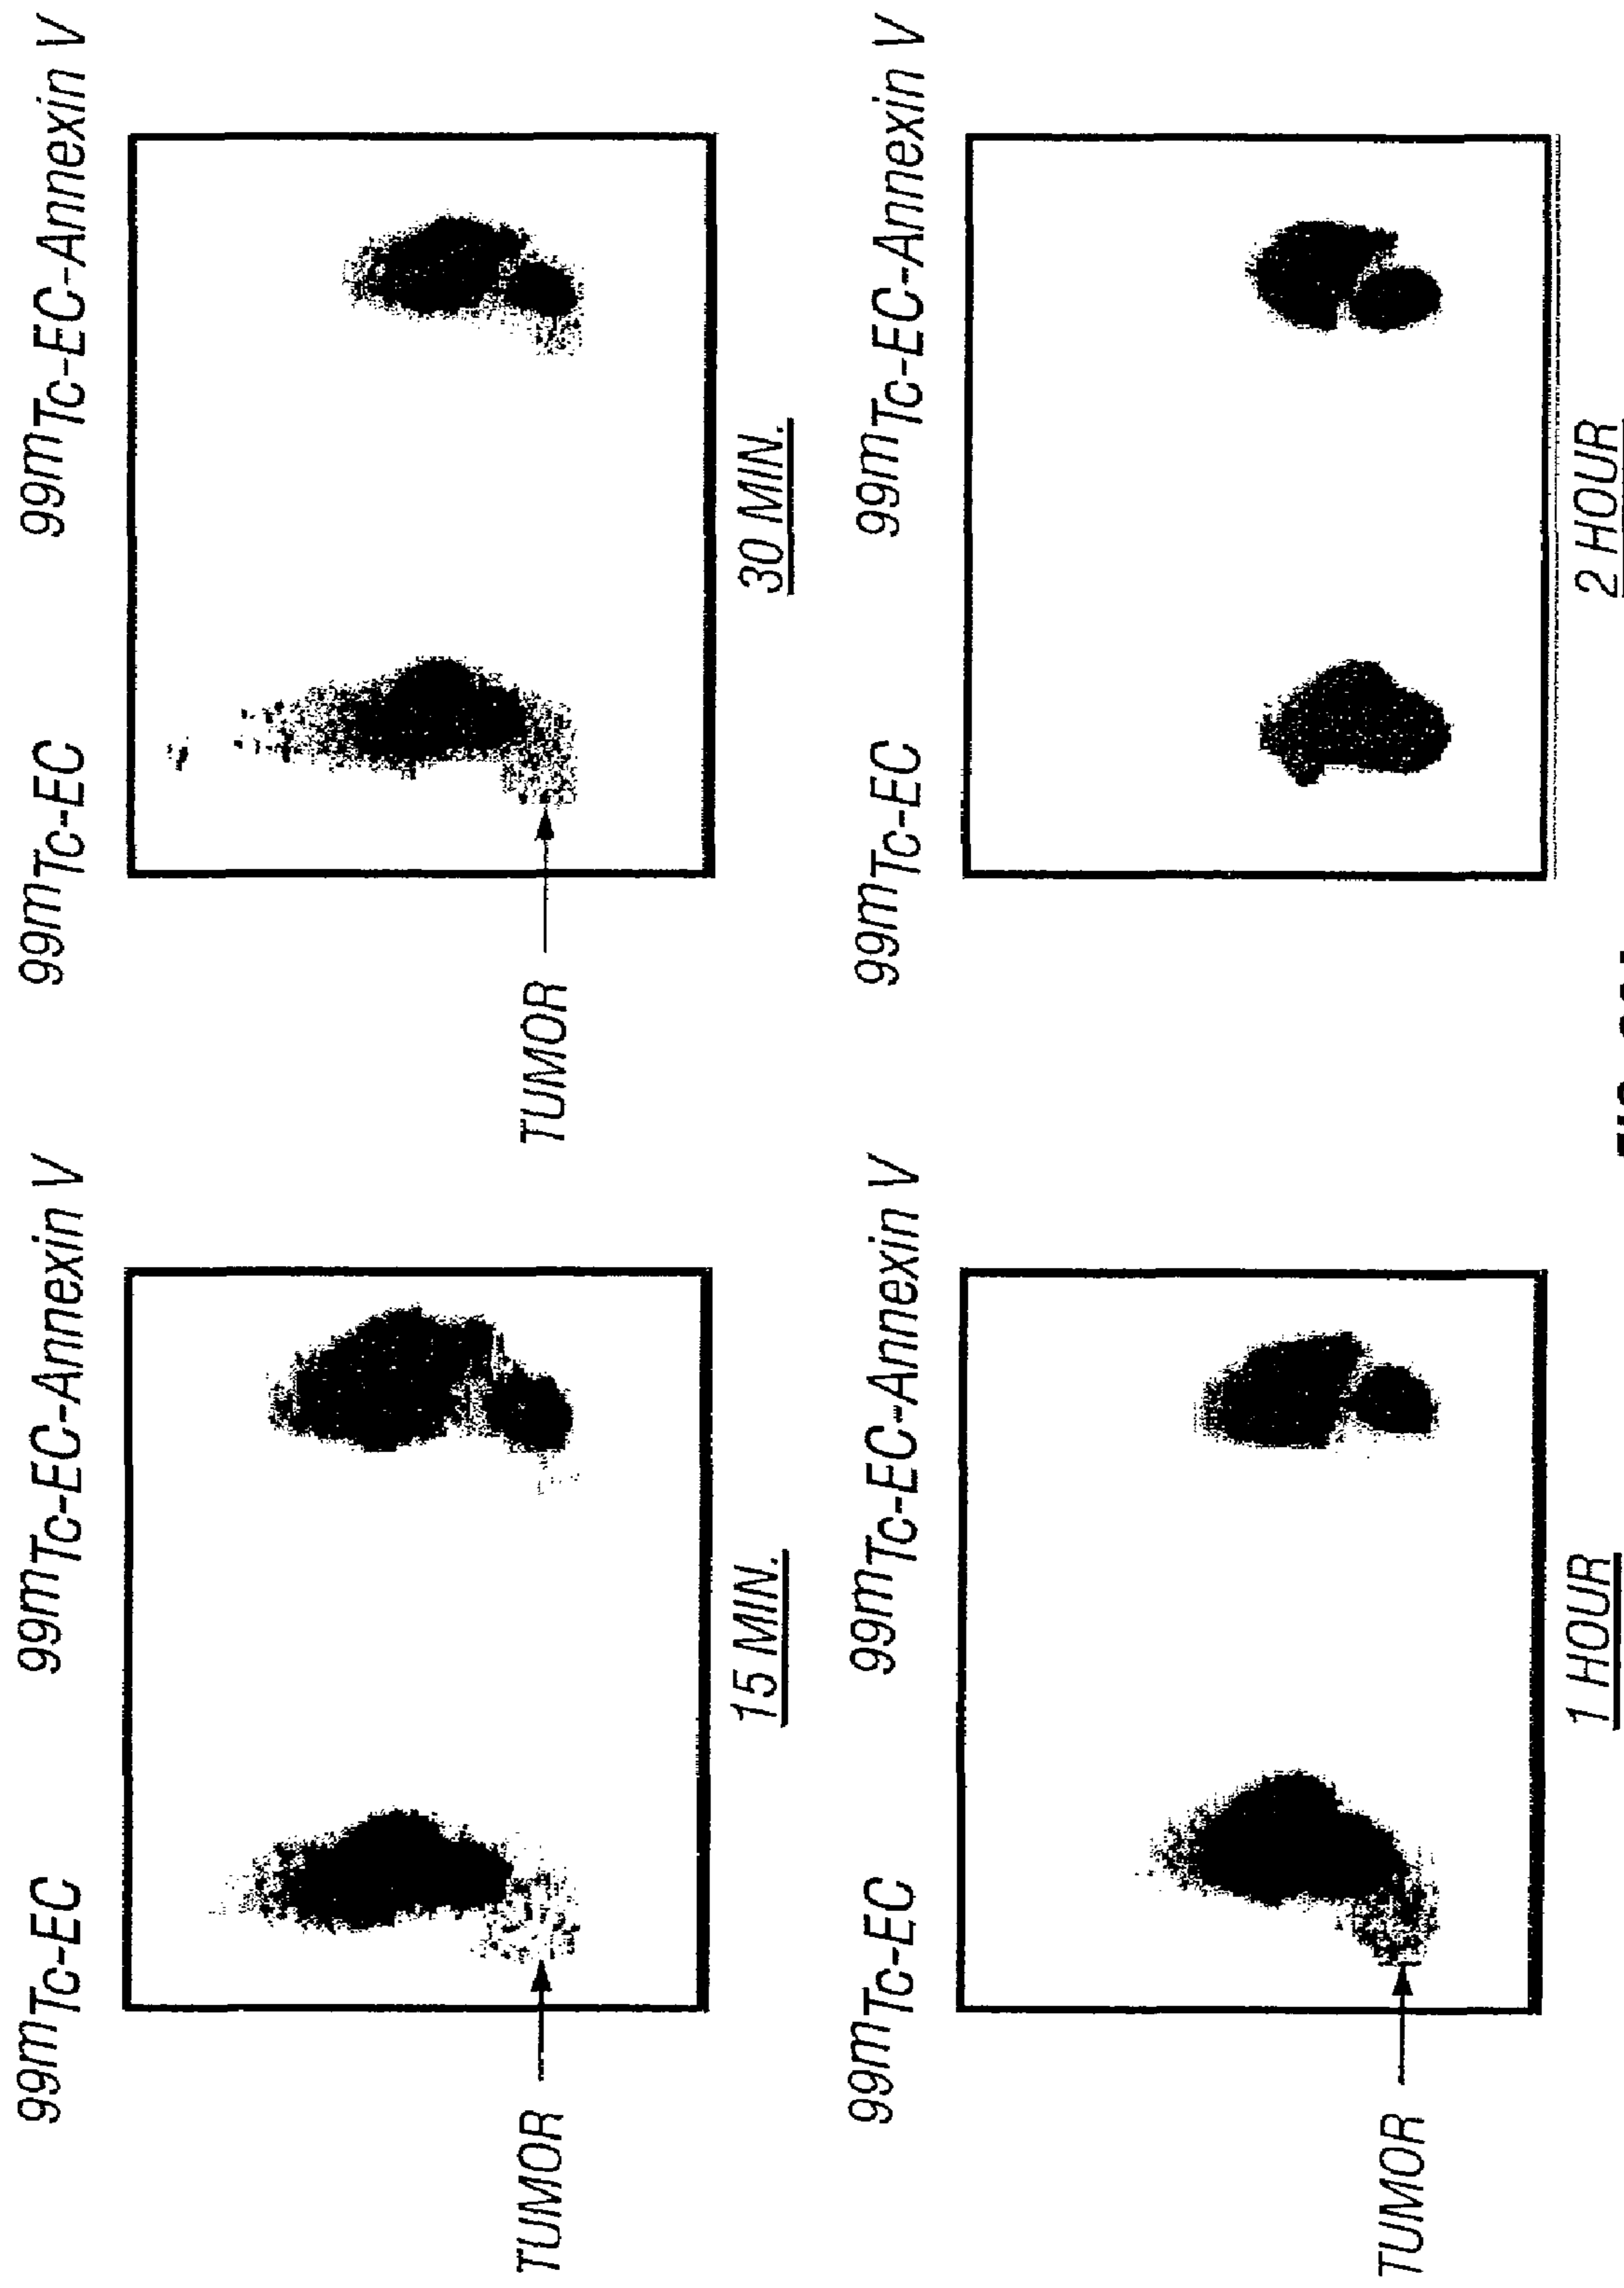 99mTc-EC 99mTc-EC-Annexin V
99mTc-EC 99mTc-EC-Annexin V
TUMOR
TUMOR
15 MIN.
30 MIN.
99mTc-EC 99mTc-EC-Annexin V
99mTc-EC 99mTc-EC-Annexin V
TUMOR
1 HOUR
2 HOUR